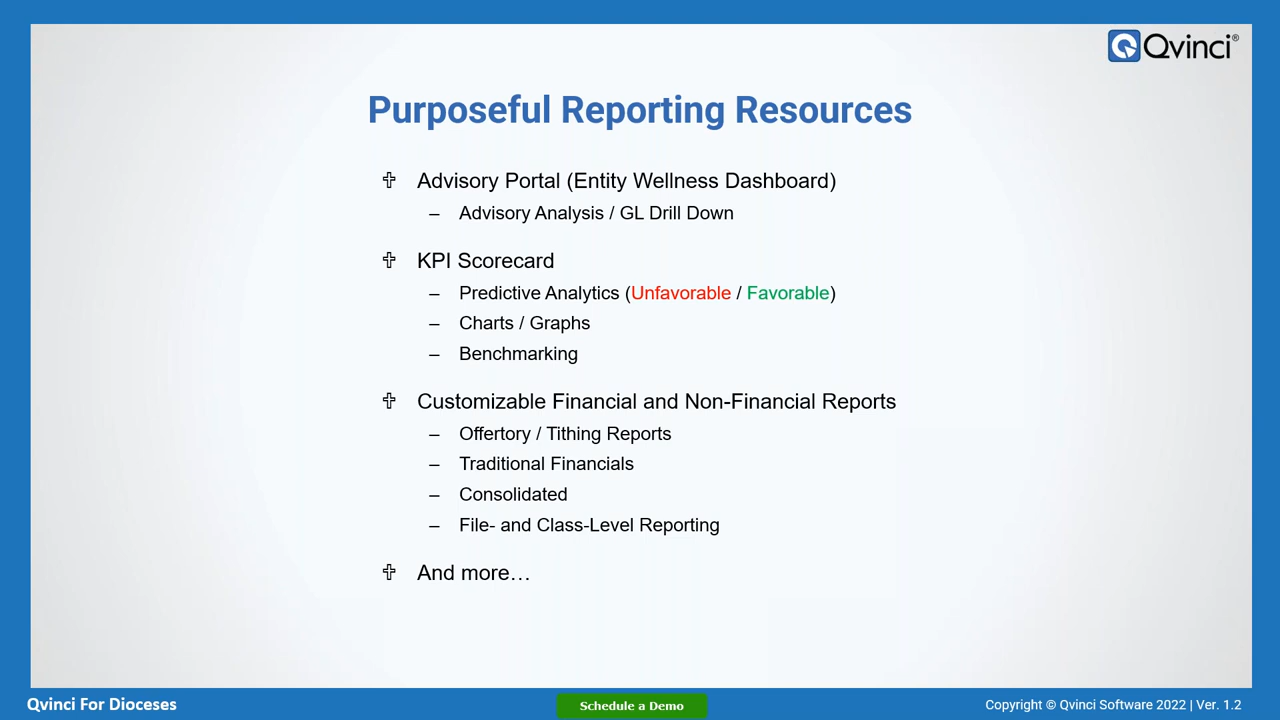 Qvinci®
Purposeful Reporting Resources
✞ Advisory Portal (Entity Wellness Dashboard)
– Advisory Analysis / GL Drill Down
✞ KPI Scorecard
– Predictive Analytics (Unfavorable / Favorable)
– Charts / Graphs
– Benchmarking
✞ Customizable Financial and Non-Financial Reports
– Offertory / Tithing Reports
– Traditional Financials
– Consolidated
– File- and Class-Level Reporting
✞ And more…
Qvinci For Dioceses
Schedule a Demo
Copyright © Qvinci Software 2022 | Ver. 1.2